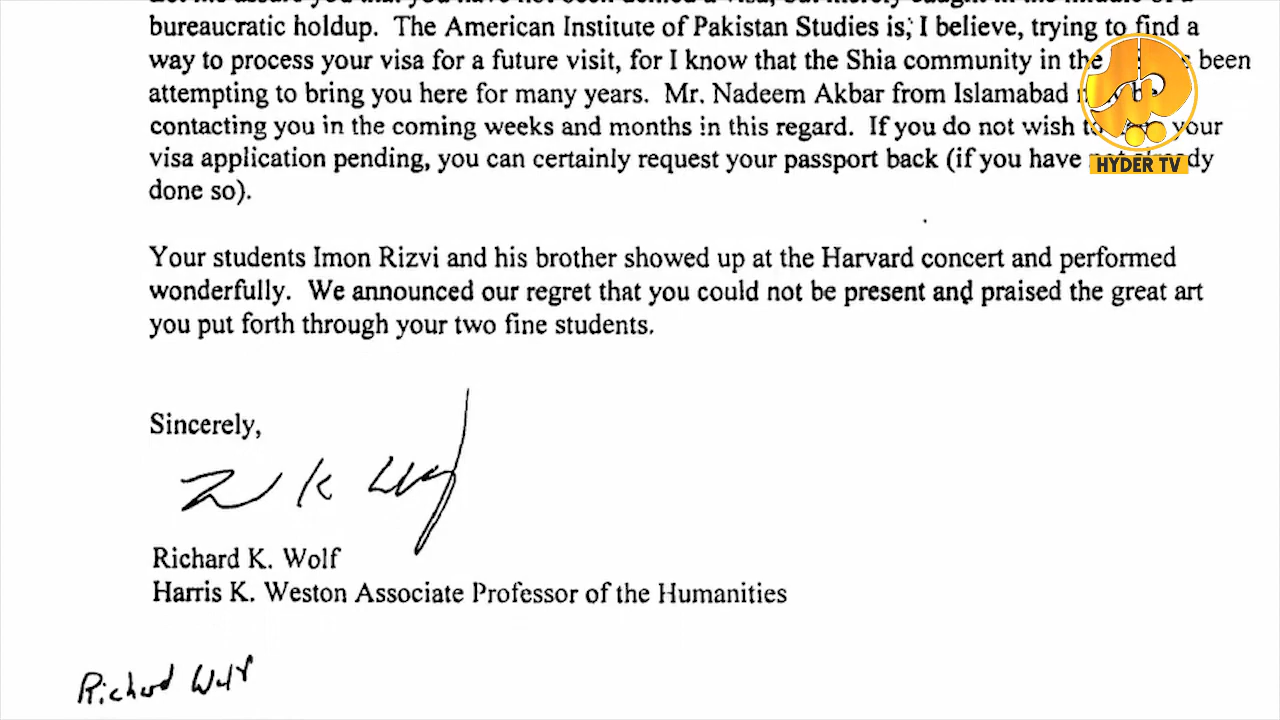 bureaucratic holdup. The American Institute of Pakistan Studies is, I believe, trying to find a
way to process your visa for a future visit, for I know that the Shia community in the been
attempting to bring you here for many years. Mr. Nadeem Akbar from Islamabad
contacting you in the coming weeks and months in this regard. If you do not wish your
visa application pending, you can certainly request your passport back (if you have not already
done so).
Your students Imon Rizvi and his brother showed up at the Harvard concert and performed
wonderfully. We announced our regret that you could not be present and praised the great art
you put forth through your two fine students.
Sincerely,
Richard K. Wolf
Harris K. Weston Associate Professor of the Humanities
Richard Wolf
HYDER TV